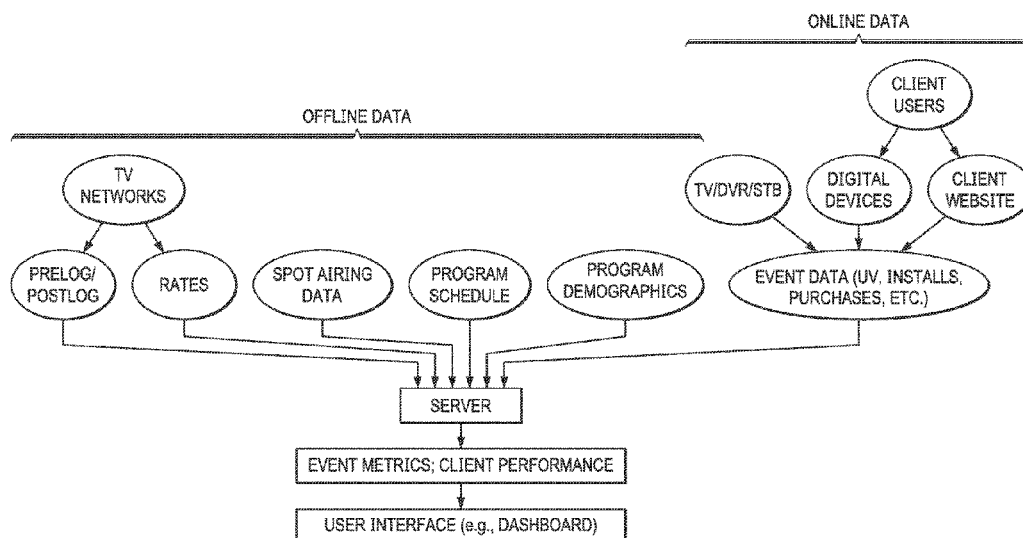 ONLINE DATA
CLIENT
USERS
OFFLINE DATA
TV
NETWORKS
TV/DVR/STB
DIGITAL
DEVICES
CLIENT
WEBSITE
PRELOG/
POSTLOG
RATES
SPOT AIRING
DATA
PROGRAM
SCHEDULE
PROGRAM
DEMOGRAPHICS
EVENT DATA (UV, INSTALLS,
PURCHASES, ETC.)
SERVER
EVENT METRICS; CLIENT PERFORMANCE
USER INTERFACE (e.g., DASHBOARD)